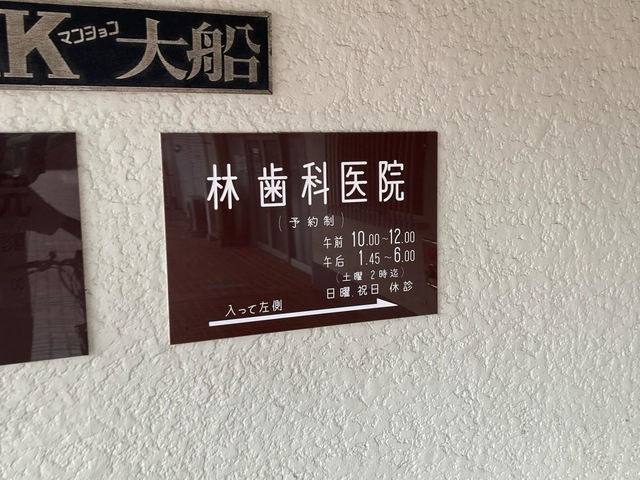 K マンション 大船
林歯科医院
(予約制)
午前 10.00~12.00
午后 1.45~6.00
(土曜 2時迄)
日曜.祝日 休診
入って左側